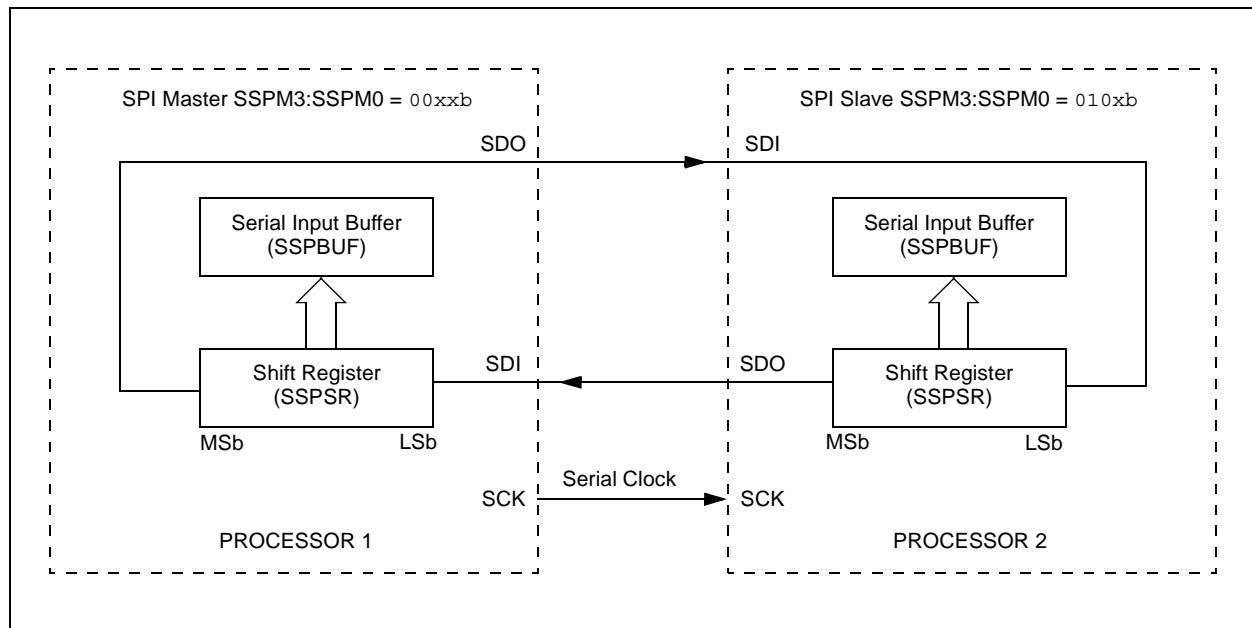 SPI Master SSPM3:SSPM0 = 00xxb
SPI Slave SSPM3:SSPM0 = 010xb
SDO
SDI
Serial Input Buffer
(SSPBUF)
Serial Input Buffer
(SSPBUF)
Shift Register
(SSPSR)
SDI
SDO
Shift Register
(SSPSR)
MSb
LSb
MSb
LSb
Serial Clock
SCK
SCK
PROCESSOR 1
PROCESSOR 2